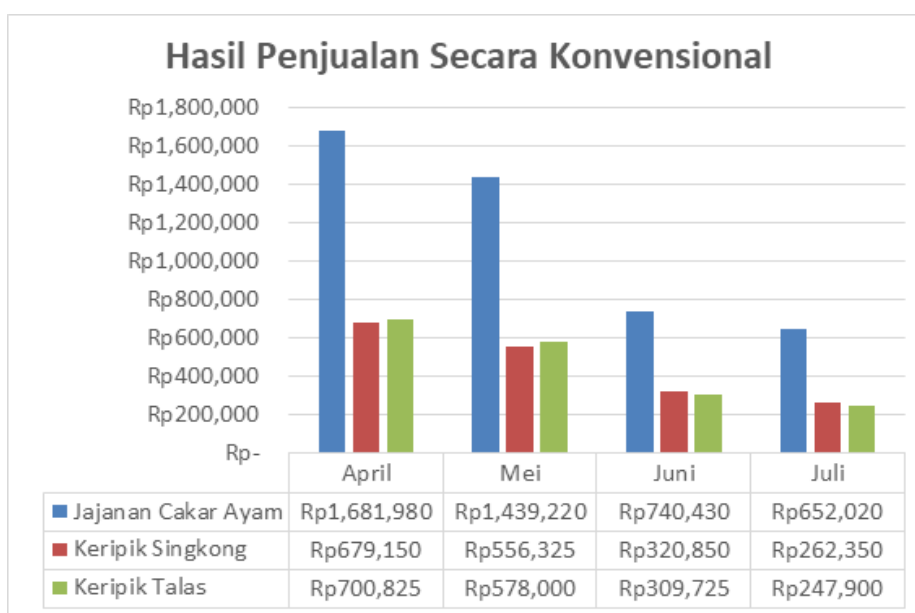 Hasil Penjualan Secara Konvensional
Rp1,800,000
Rp1,600,000
Rp1,400,000
Rp1,200,000
Rp1,000,000
Rp800,000
Rp600,000
Rp400,000
Rp200,000
Rp-
April Mei Juni Juli
Jajanan Cakar Ayam Rp1,681,980 Rp1,439,220 Rp740,430 Rp652,020
Keripik Singkong Rp679,150 Rp556,325 Rp320,850 Rp262,350
Keripik Talas Rp700,825 Rp578,000 Rp309,725 Rp247,900